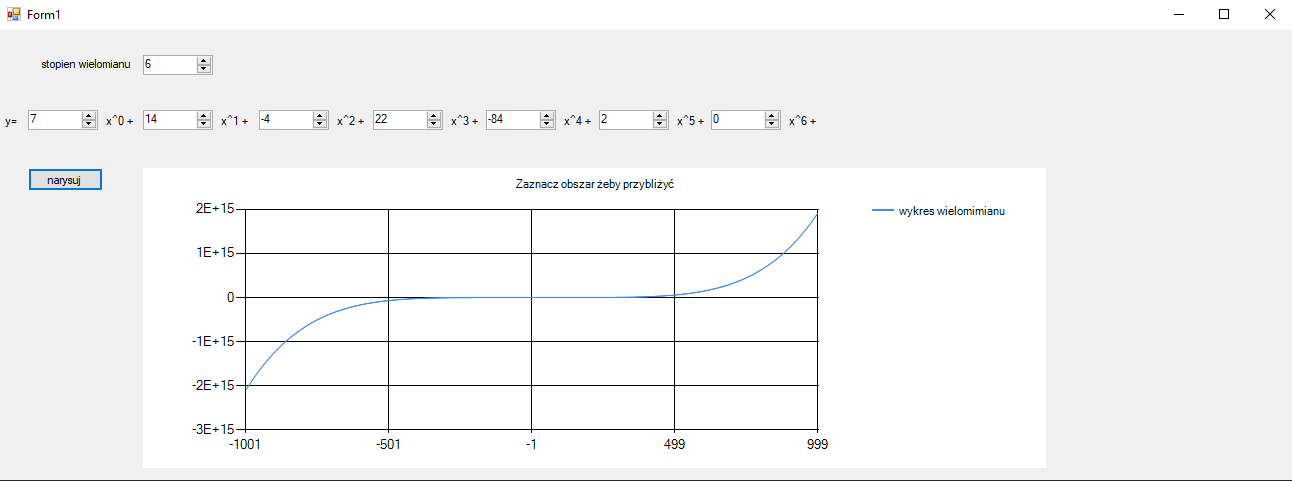 Form1
stopien wielomianu 6
y= 7 x^0 + 14 x^1 + -4 x^2 + 22 x^3 + -84 x^4 + 2 x^5 + 0 x^6 +
narysuj
Zaznacz obszar żeby przybliżyć
wykres wielomimianu
2E+15
1E+15
0
-1E+15
-2E+15
-3E+15
-1001 -501 -1 499 999